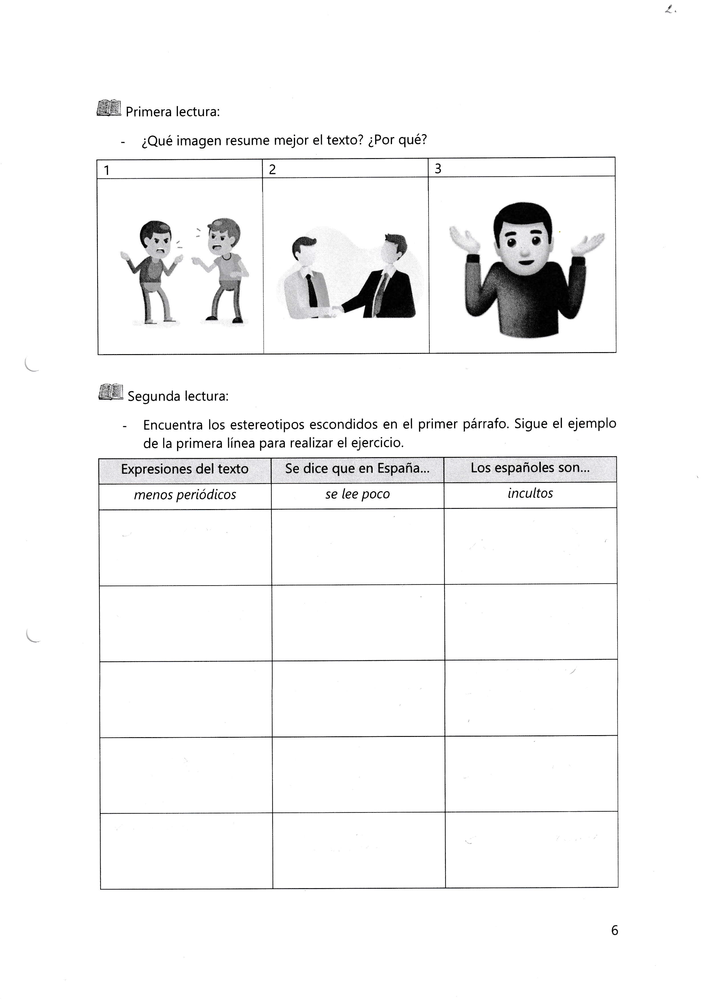 2.
Primera lectura:
- ¿Qué imagen resume mejor el texto? ¿Por qué?
1 2 3
Segunda lectura:
- Encuentra los estereotipos escondidos en el primer párrafo. Sigue el ejemplo
de la primera línea para realizar el ejercicio.
Expresiones del texto Se dice que en España... Los españoles son...
menos periódicos se lee poco incultos
6